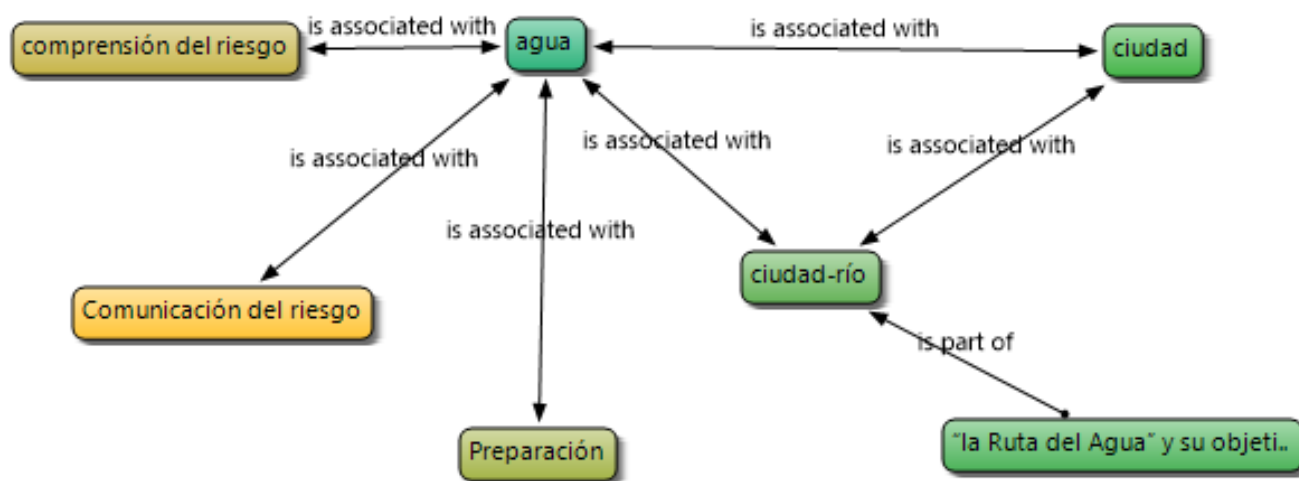 is associated with
comprensión del riesgo
agua
is associated with
ciudad
is associated with
is associated with
is associated with
is associated with
ciudad-río
Comunicación del riesgo
is part of
Preparación
“la Ruta del Agua” y su objeti..